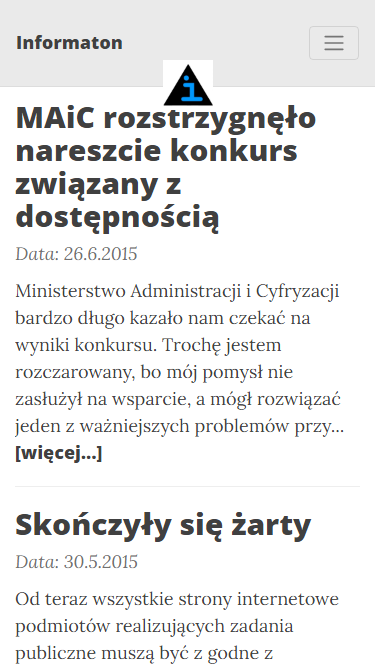 Informaton
i
MAiC rozstrzygnęło
nareszcie konkurs
związany z
dostępnością
Data: 26.6.2015
Ministerstwo Administracji i Cyfryzacji
bardzo długo kazało nam czekać na
wyniki konkursu. Trochę jestem
rozczarowany, bo mój pomysł nie
zasłużył na wsparcie, a mógł rozwiązać
jeden z ważniejszych problemów przy...
[więcej...]
Skończyły się żarty
Data: 30.5.2015
Od teraz wszystkie strony internetowe
podmiotów realizujących zadania
publiczne muszą być z godne z